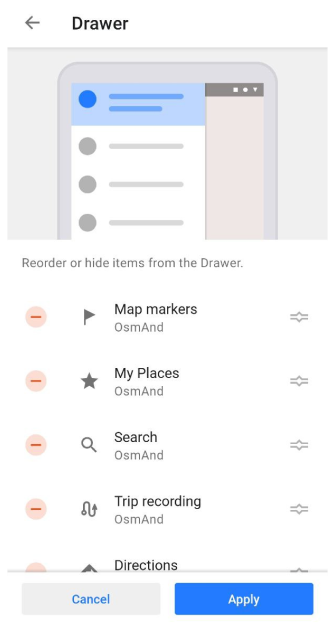 Drawer
Reorder or hide items from the Drawer.
Map markers
OsmAnd
My Places
OsmAnd
Search
OsmAnd
Trip recording
OsmAnd
Directions
Cancel
Apply